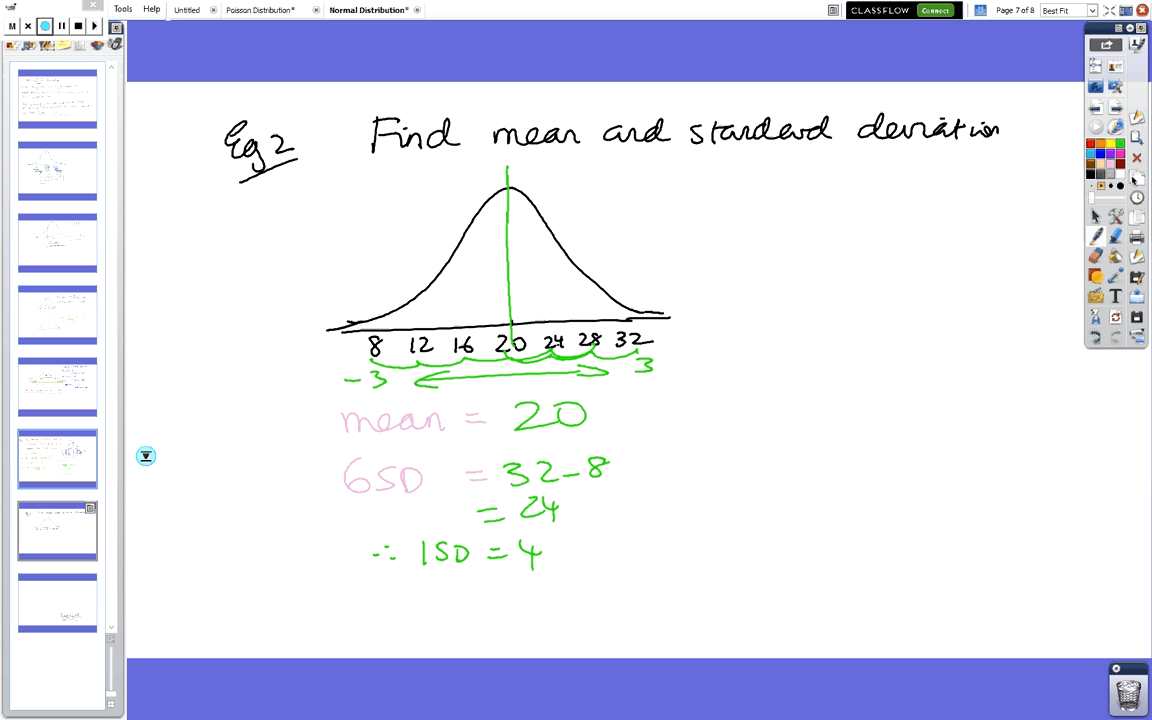 Tools Help Untitled Poisson Distribution* Normal Distribution* CLASSFLOW Connect Page 7 of 8 Best Fit
Eg 2 Find mean and standard deviation
8 12 16 20 24 28 32
-3 3
mean = 20
6SD = 32-8
= 24
∴ 1SD = 4